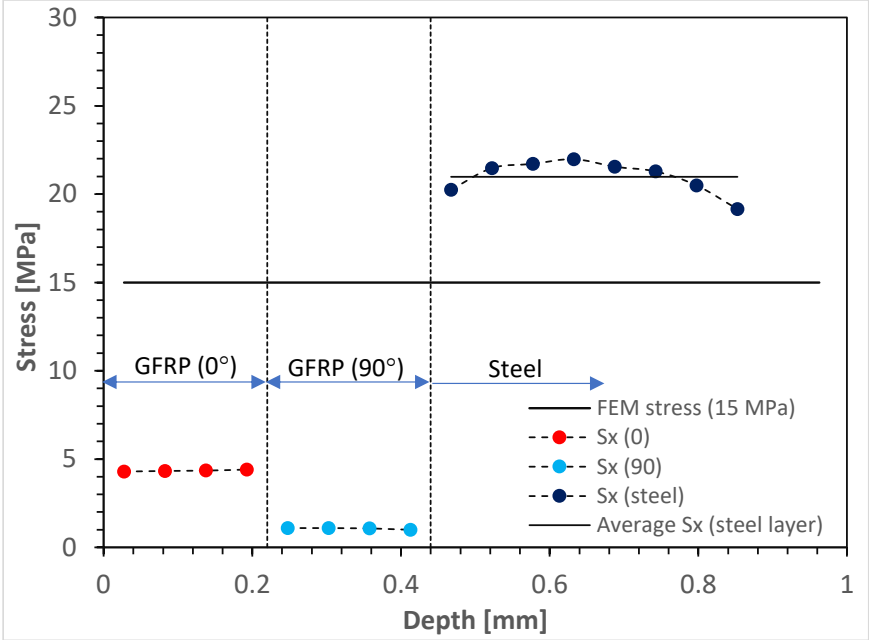 30
25
20
15
10
5
0
Stress [MPa]
GFRP (0°)
GFRP (90°)
Steel
FEM stress (15 MPa)
Sx (0)
Sx (90)
Sx (steel)
Average Sx (steel layer)
0
0.2
0.4
0.6
0.8
1
Depth [mm]